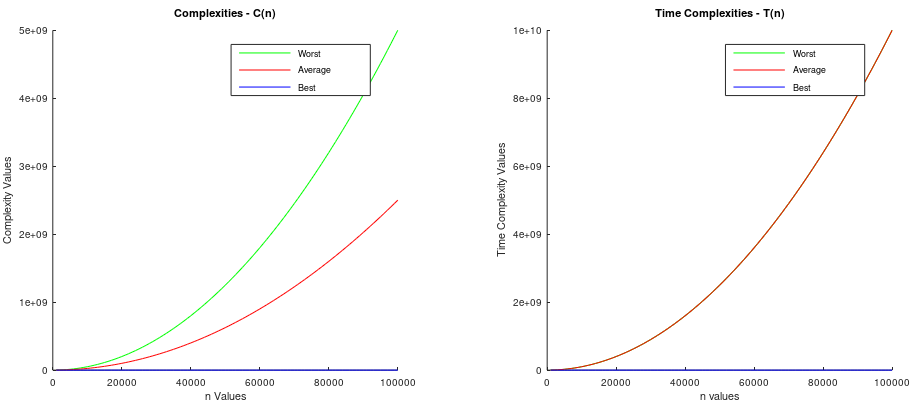 Complexities - C(n)
5e+09
4e+09
3e+09
2e+09
1e+09
0
Complexity Values
Worst
Average
Best
0 20000 40000 60000 80000 100000
n Values
Time Complexities - T(n)
1e+10
8e+09
6e+09
4e+09
2e+09
0
Time Complexity Values
Worst
Average
Best
0 20000 40000 60000 80000 100000
n values